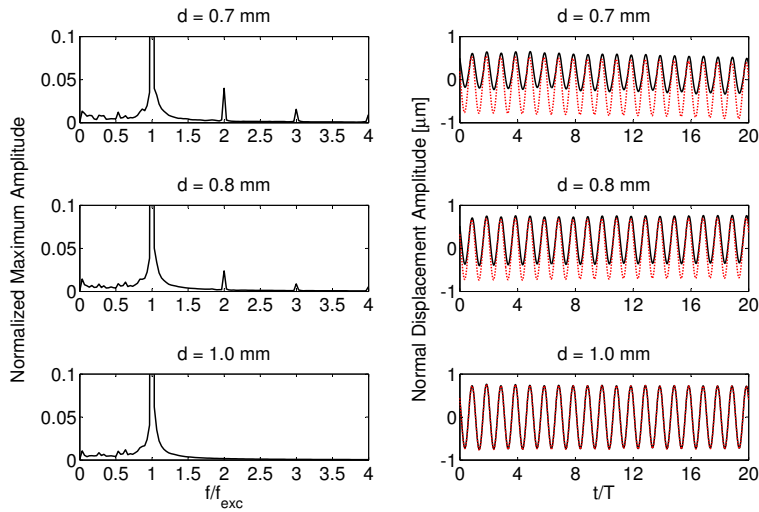 d = 0.7 mm
0.1
0.05
0
0 0.5 1 1.5 2 2.5 3 3.5 4
d = 0.8 mm
0.1
0.05
0
0 0.5 1 1.5 2 2.5 3 3.5 4
d = 1.0 mm
0.1
0.05
0
0 0.5 1 1.5 2 2.5 3 3.5 4
f/fexc
Normalized Maximum Amplitude
d = 0.7 mm
1
0
-1
0 4 8 12 16 20
d = 0.8 mm
1
0
-1
0 4 8 12 16 20
d = 1.0 mm
1
0
-1
0 4 8 12 16 20
t/T
Normal Displacement Amplitude [μm]